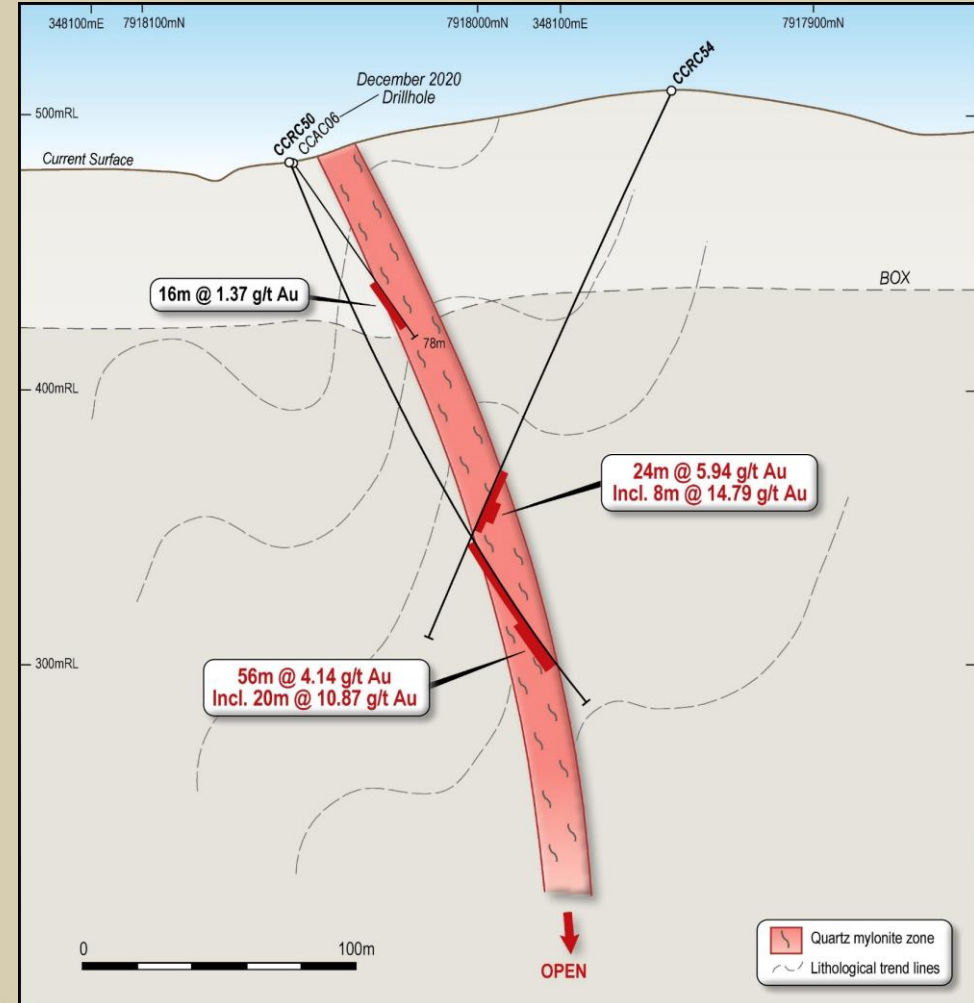 348100mE 7918100mN 7918000mN 348100mE 7917900mN
CCRC54
December 2020
Drillhole
CCRC50
CCAC06
500mRL
Current Surface
BOX
16m @ 1.37 g/t Au
78m
400mRL
24m @ 5.94 g/t Au
Incl. 8m @ 14.79 g/t Au
300mRL
56m @ 4.14 g/t Au
Incl. 20m @ 10.87 g/t Au
0 100m
OPEN
Quartz mylonite zone
Lithological trend lines